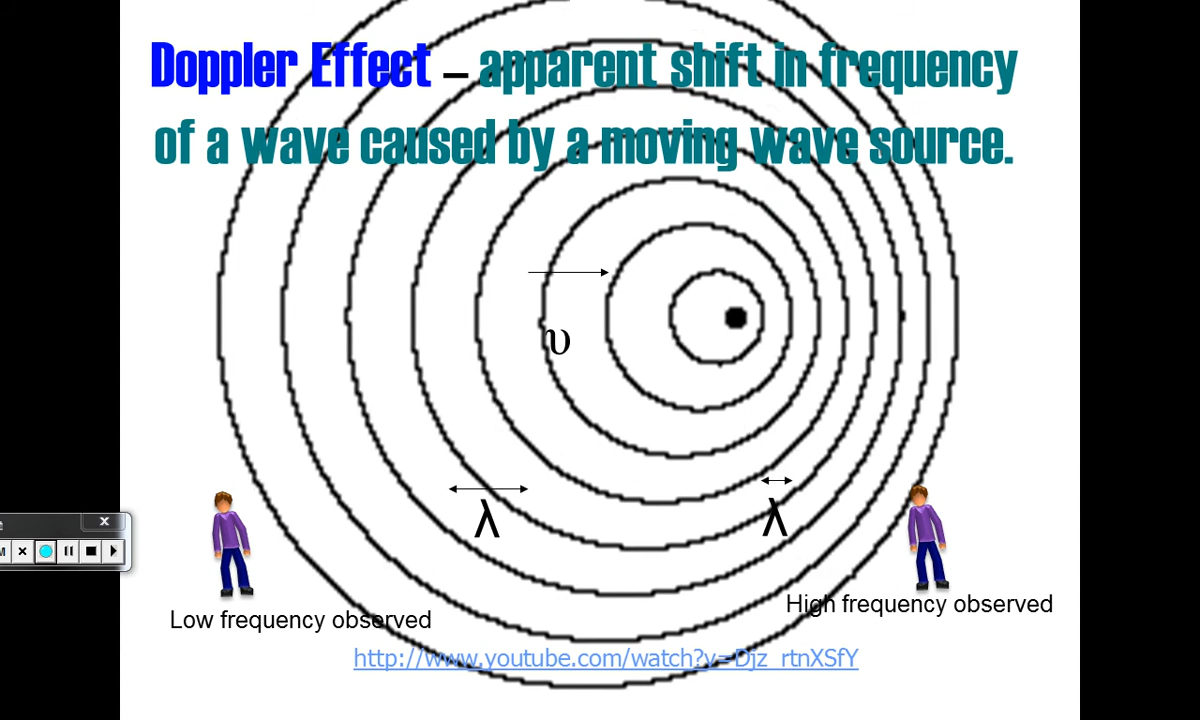 Doppler Effect – apparent shift in frequency
of a wave caused by a moving wave source.
υ
λ
λ
Low frequency observed
High frequency observed
http://www.youtube.com/watch?v=Djz_rtnXSfY